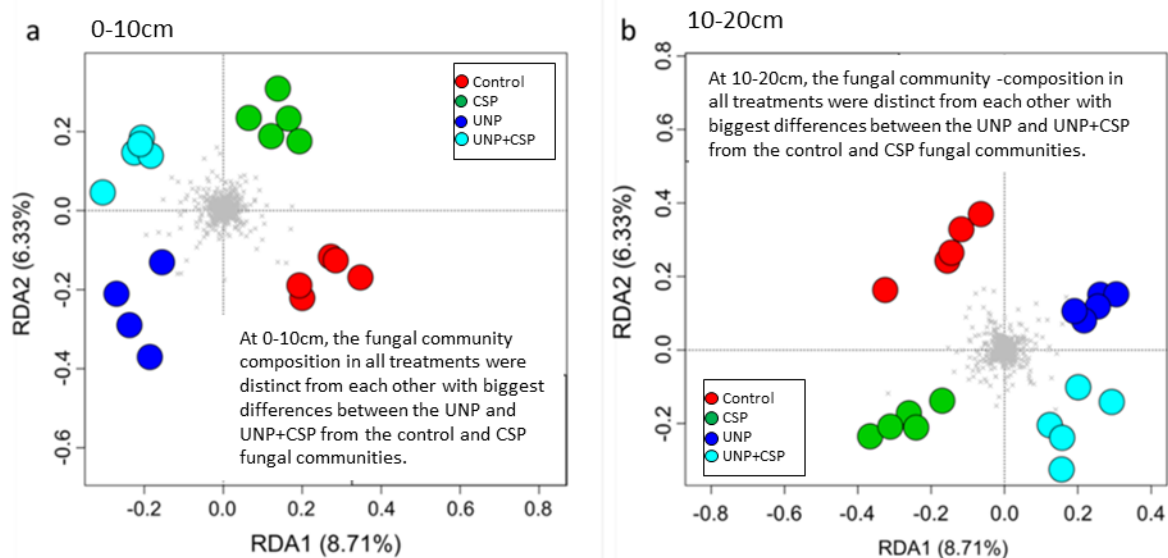 a
0-10cm
Control
CSP
UNP
UNP+CSP
0.2
0.0
-0.2
-0.4
-0.6
RDA2 (6.33%)
At 0-10cm, the fungal community
composition in all treatments were
distinct from each other with biggest
differences between the UNP and
UNP+CSP from the control and CSP
fungal communities.
-0.2 0.0 0.2 0.4 0.6 0.8
RDA1 (8.71%)
b
10-20cm
At 10-20cm, the fungal community -composition in
all treatments were distinct from each other with
biggest differences between the UNP and UNP+CSP
from the control and CSP fungal communities.
0.8
0.6
0.4
0.2
0.0
-0.2
RDA2 (6.33%)
Control
CSP
UNP
UNP+CSP
-0.8 -0.6 -0.4 -0.2 0.0 0.2 0.4
RDA1 (8.71%)